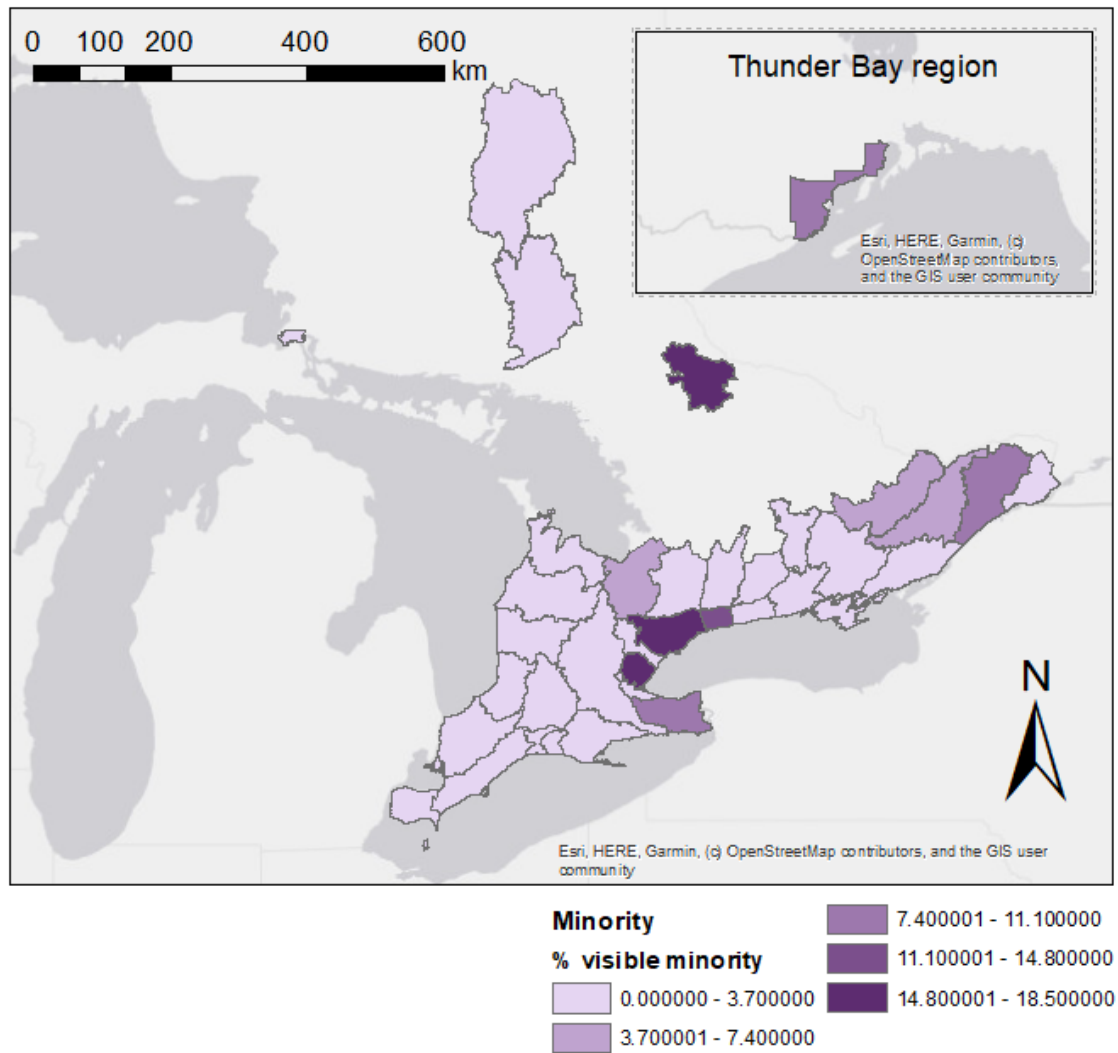 0 100 200 400 600
km
Thunder Bay region
Esri, HERE, Garmin, (c)
OpenStreetMap contributors,
and the GIS user community
N
Esri, HERE, Garmin, (c) OpenStreetMap contributors, and the GIS user
community
Minority
% visible minority
0.000000 - 3.700000
3.700001 - 7.400000
7.400001 - 11.100000
11.100001 - 14.800000
14.800001 - 18.500000